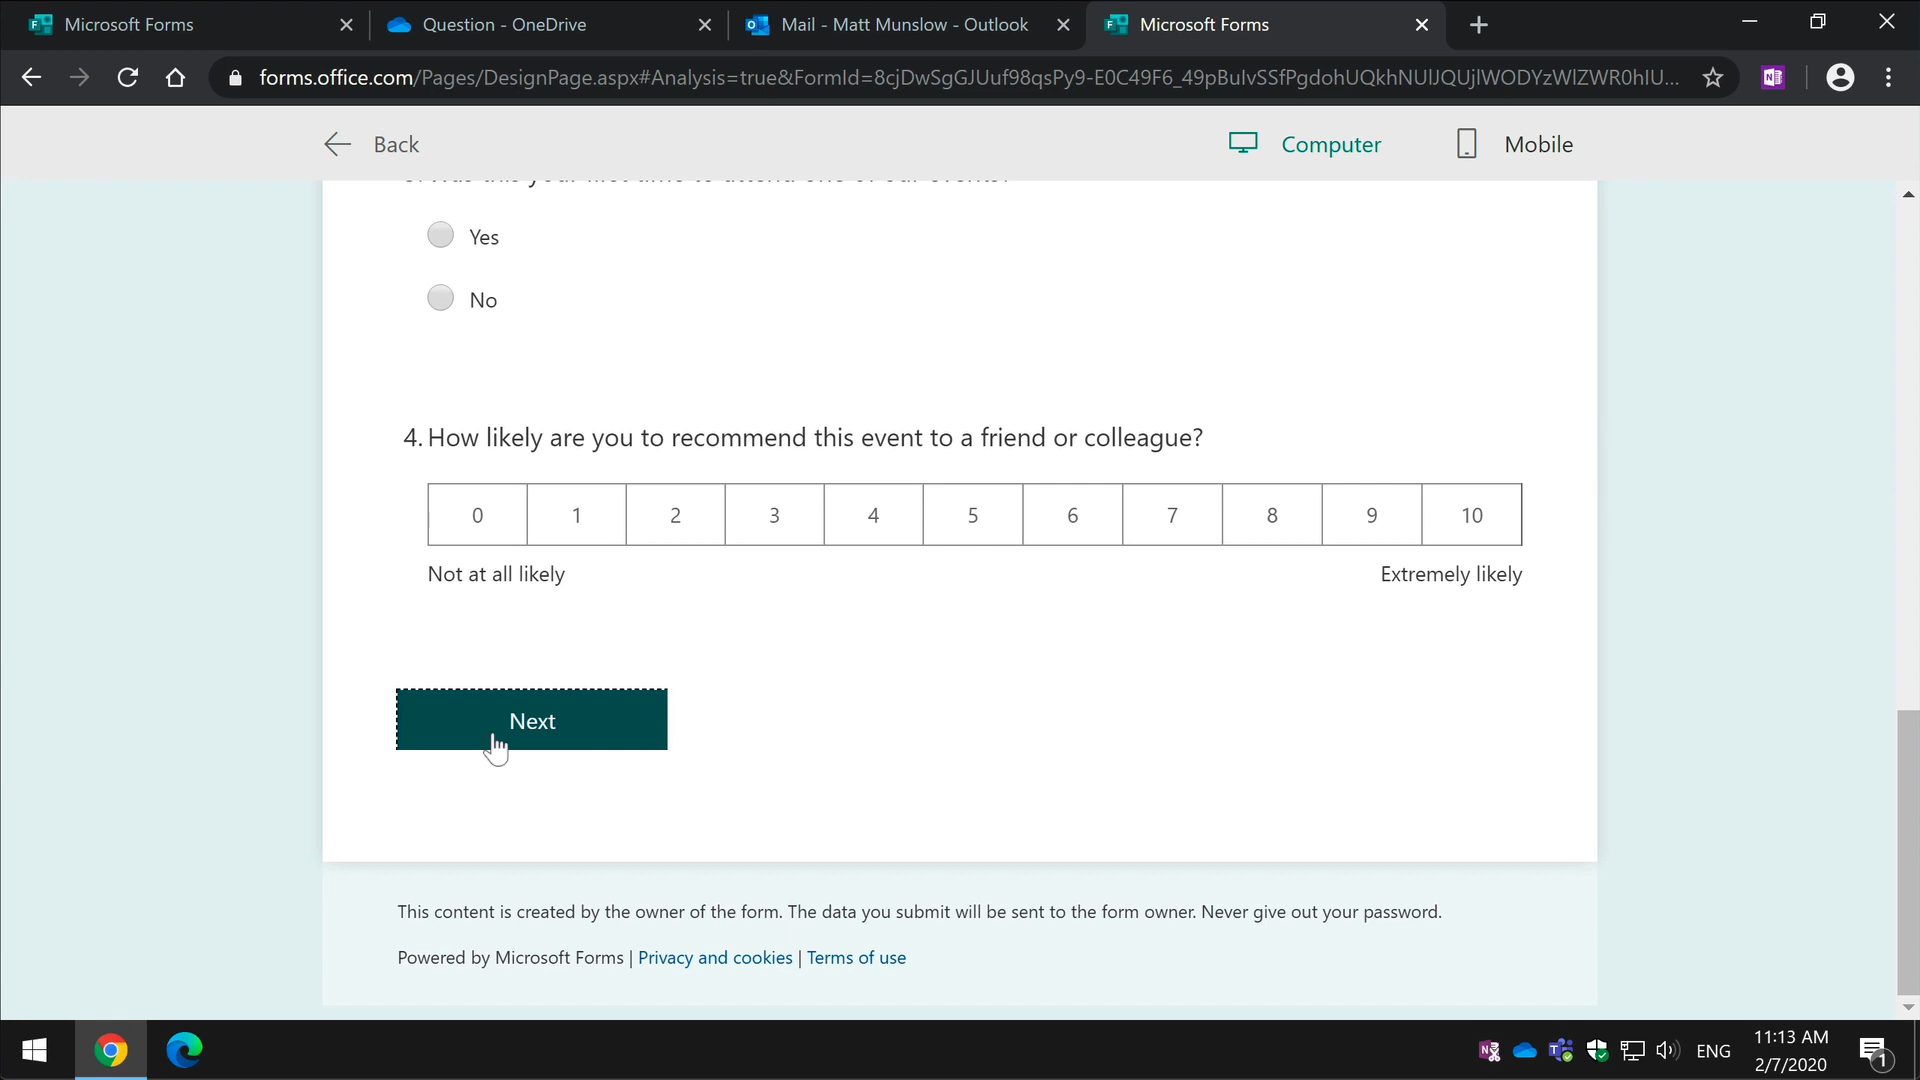 Microsoft Forms
Question - OneDrive
Mail - Matt Munslow - Outlook
Microsoft Forms
forms.office.com/Pages/DesignPage.aspx#Analysis=true&FormId=8cjDwSgGJUuf98qsPy9-E0C49F6_49pBulvSSfPgdohUQkhNUlJQUjlWODYzWlZWR0hIU...
Back
Computer
Mobile
Yes
No
4. How likely are you to recommend this event to a friend or colleague?
0 1 2 3 4 5 6 7 8 9 10
Not at all likely
Extremely likely
Next
This content is created by the owner of the form. The data you submit will be sent to the form owner. Never give out your password.
Powered by Microsoft Forms | Privacy and cookies | Terms of use
ENG
11:13 AM
2/7/2020
1